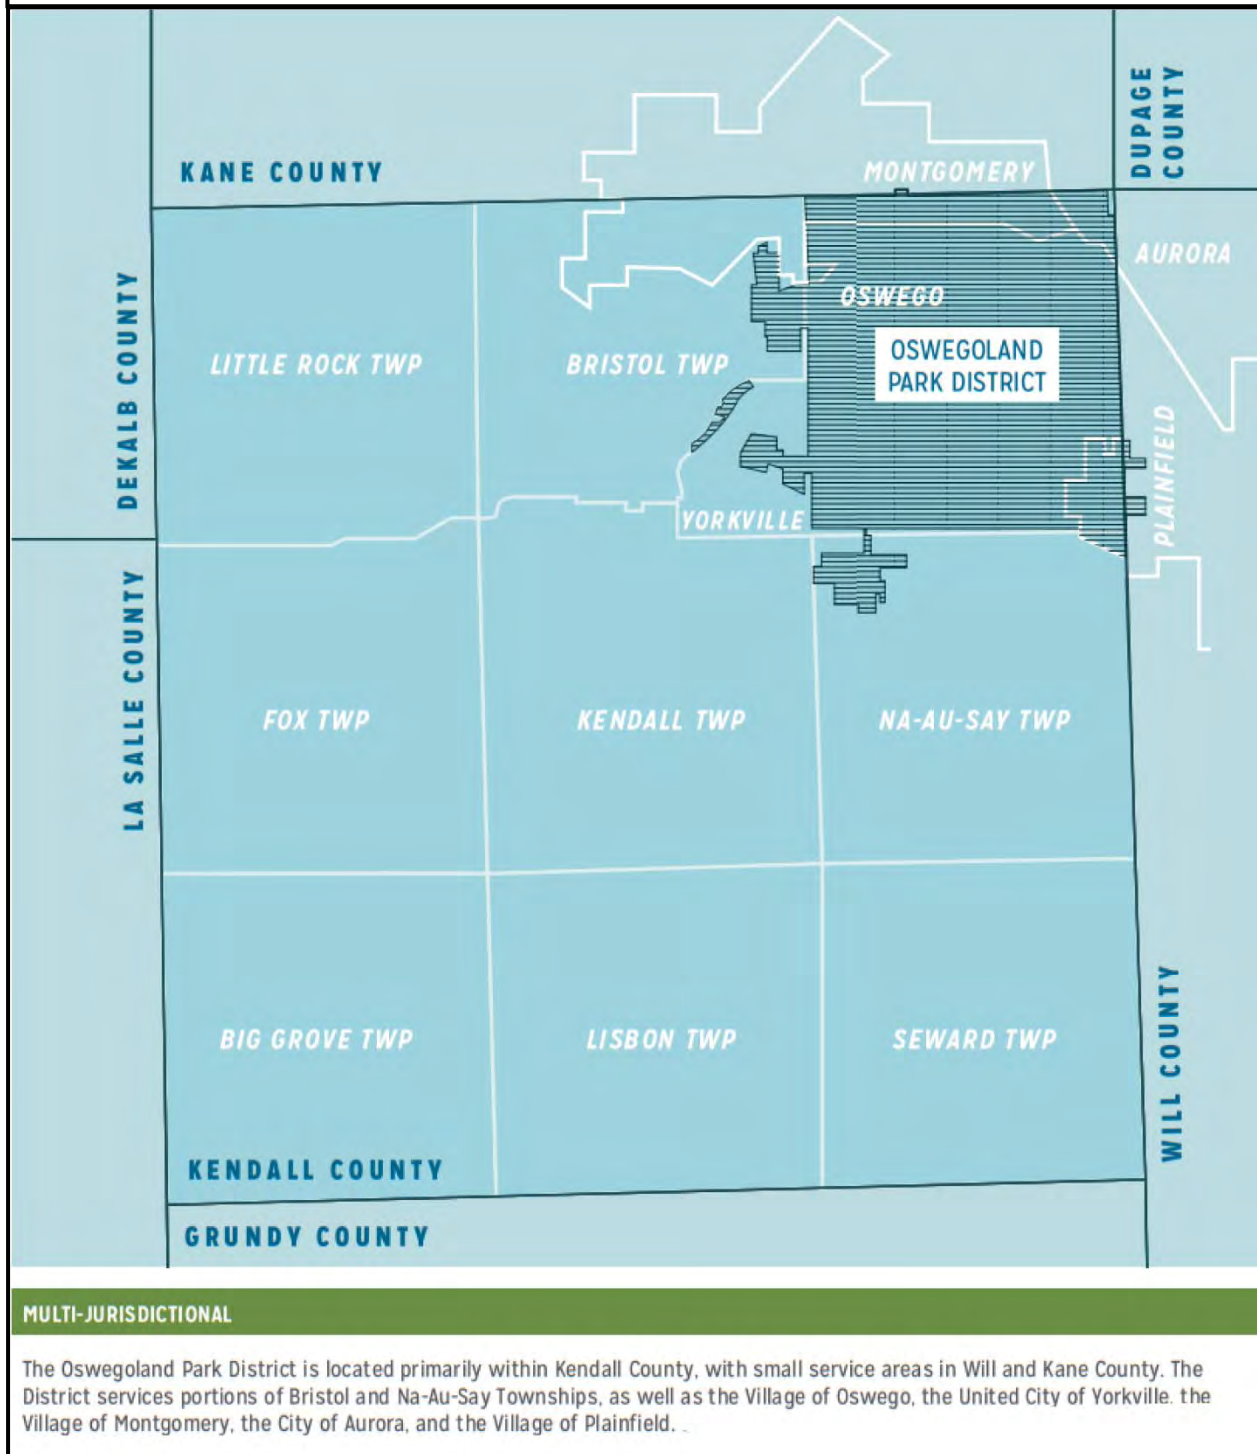 KANE COUNTY
DUPAGE
COUNTY
MONTGOMERY
AURORA
OSWEGO
DEKALB COUNTY
LITTLE ROCK TWP
BRISTOL TWP
OSWEGOLAND
PARK DISTRICT
PLAINFIELD
YORKVILLE
LA SALLE COUNTY
FOX TWP
KENDALL TWP
NA-AU-SAY TWP
BIG GROVE TWP
LISBON TWP
SEWARD TWP
WILL COUNTY
KENDALL COUNTY
GRUNDY COUNTY
MULTI-JURISDICTIONAL
The Oswegoland Park District is located primarily within Kendall County, with small service areas in Will and Kane County. The
District services portions of Bristol and Na-Au-Say Townships, as well as the Village of Oswego, the United City of Yorkville. the
Village of Montgomery, the City of Aurora, and the Village of Plainfield.